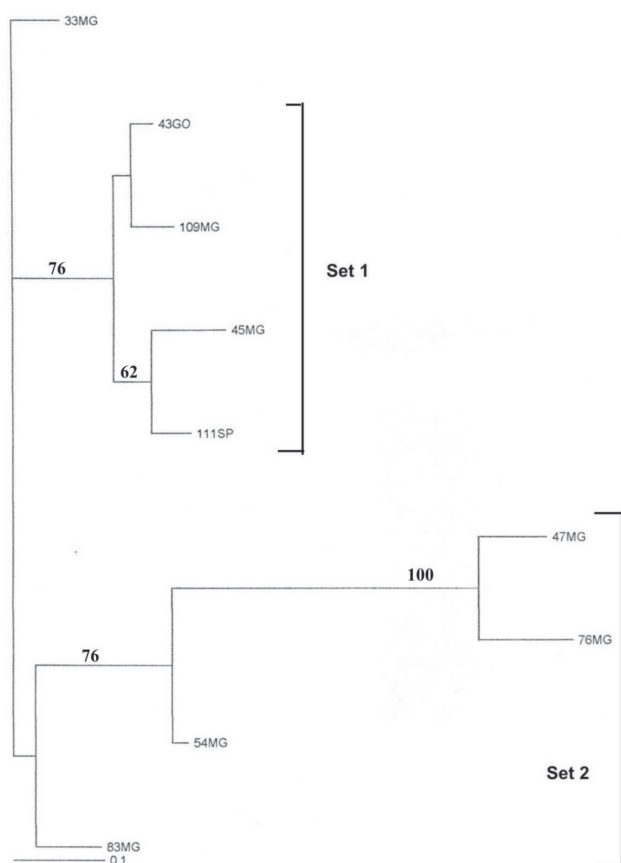 33MG
43GO
109MG
76
Set 1
45MG
62
111SP
47MG
100
76MG
76
54MG
Set 2
83MG
0.1